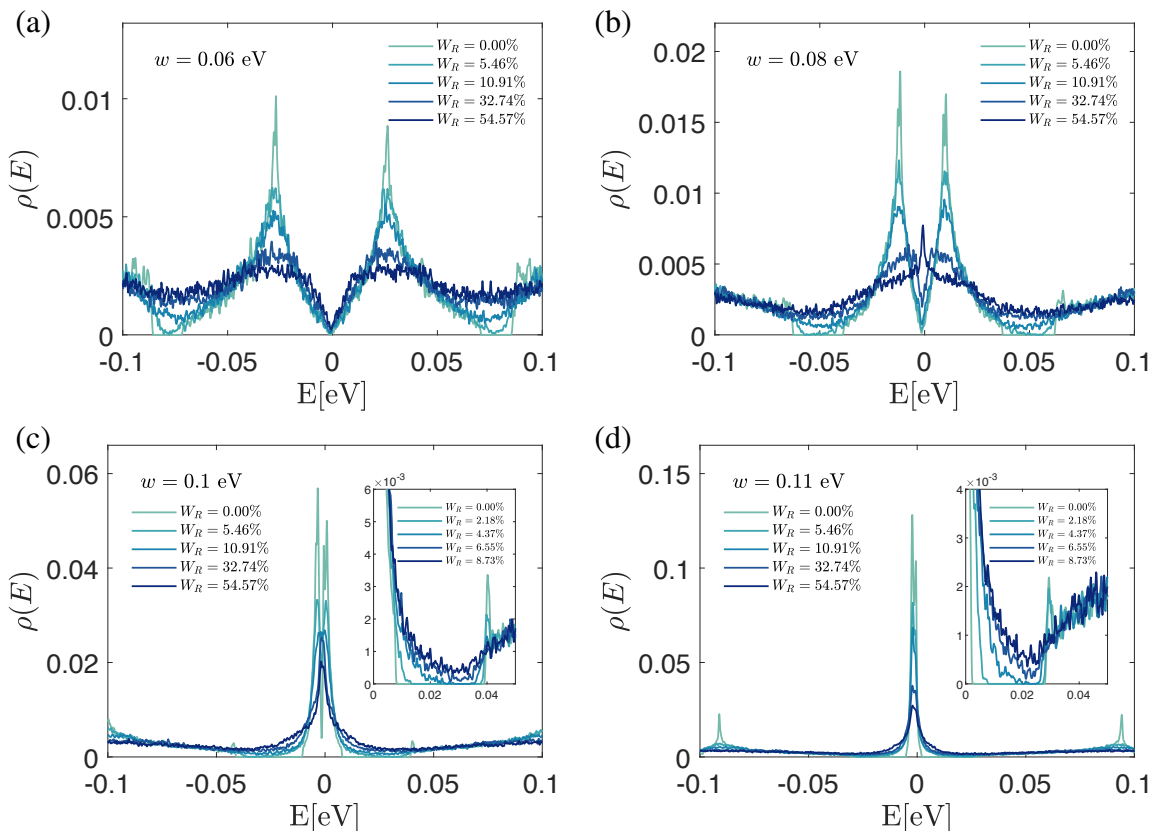 (a)
w = 0.06 eV
W_R = 0.00%
W_R = 5.46%
W_R = 10.91%
W_R = 32.74%
W_R = 54.57%
0.01
0.005
0
ρ(E)
-0.1
-0.05
0
0.05
0.1
E[eV]
(b)
w = 0.08 eV
W_R = 0.00%
W_R = 5.46%
W_R = 10.91%
W_R = 32.74%
W_R = 54.57%
0.02
0.015
0.01
0.005
0
ρ(E)
-0.1
-0.05
0
0.05
0.1
E[eV]
(c)
w = 0.1 eV
W_R = 0.00%
W_R = 5.46%
W_R = 10.91%
W_R = 32.74%
W_R = 54.57%
0.06
0.04
0.02
0
ρ(E)
-0.1
-0.05
0
0.05
0.1
E[eV]
×10⁻³
6
5
4
3
2
1
0
0
0.02
0.04
W_R = 0.00%
W_R = 2.18%
W_R = 4.37%
W_R = 6.55%
W_R = 8.73%
(d)
w = 0.11 eV
W_R = 0.00%
W_R = 5.46%
W_R = 10.91%
W_R = 32.74%
W_R = 54.57%
0.15
0.1
0.05
0
ρ(E)
-0.1
-0.05
0
0.05
0.1
E[eV]
×10⁻³
4
3
2
1
0
0
0.02
0.04
W_R = 0.00%
W_R = 2.18%
W_R = 4.37%
W_R = 6.55%
W_R = 8.73%